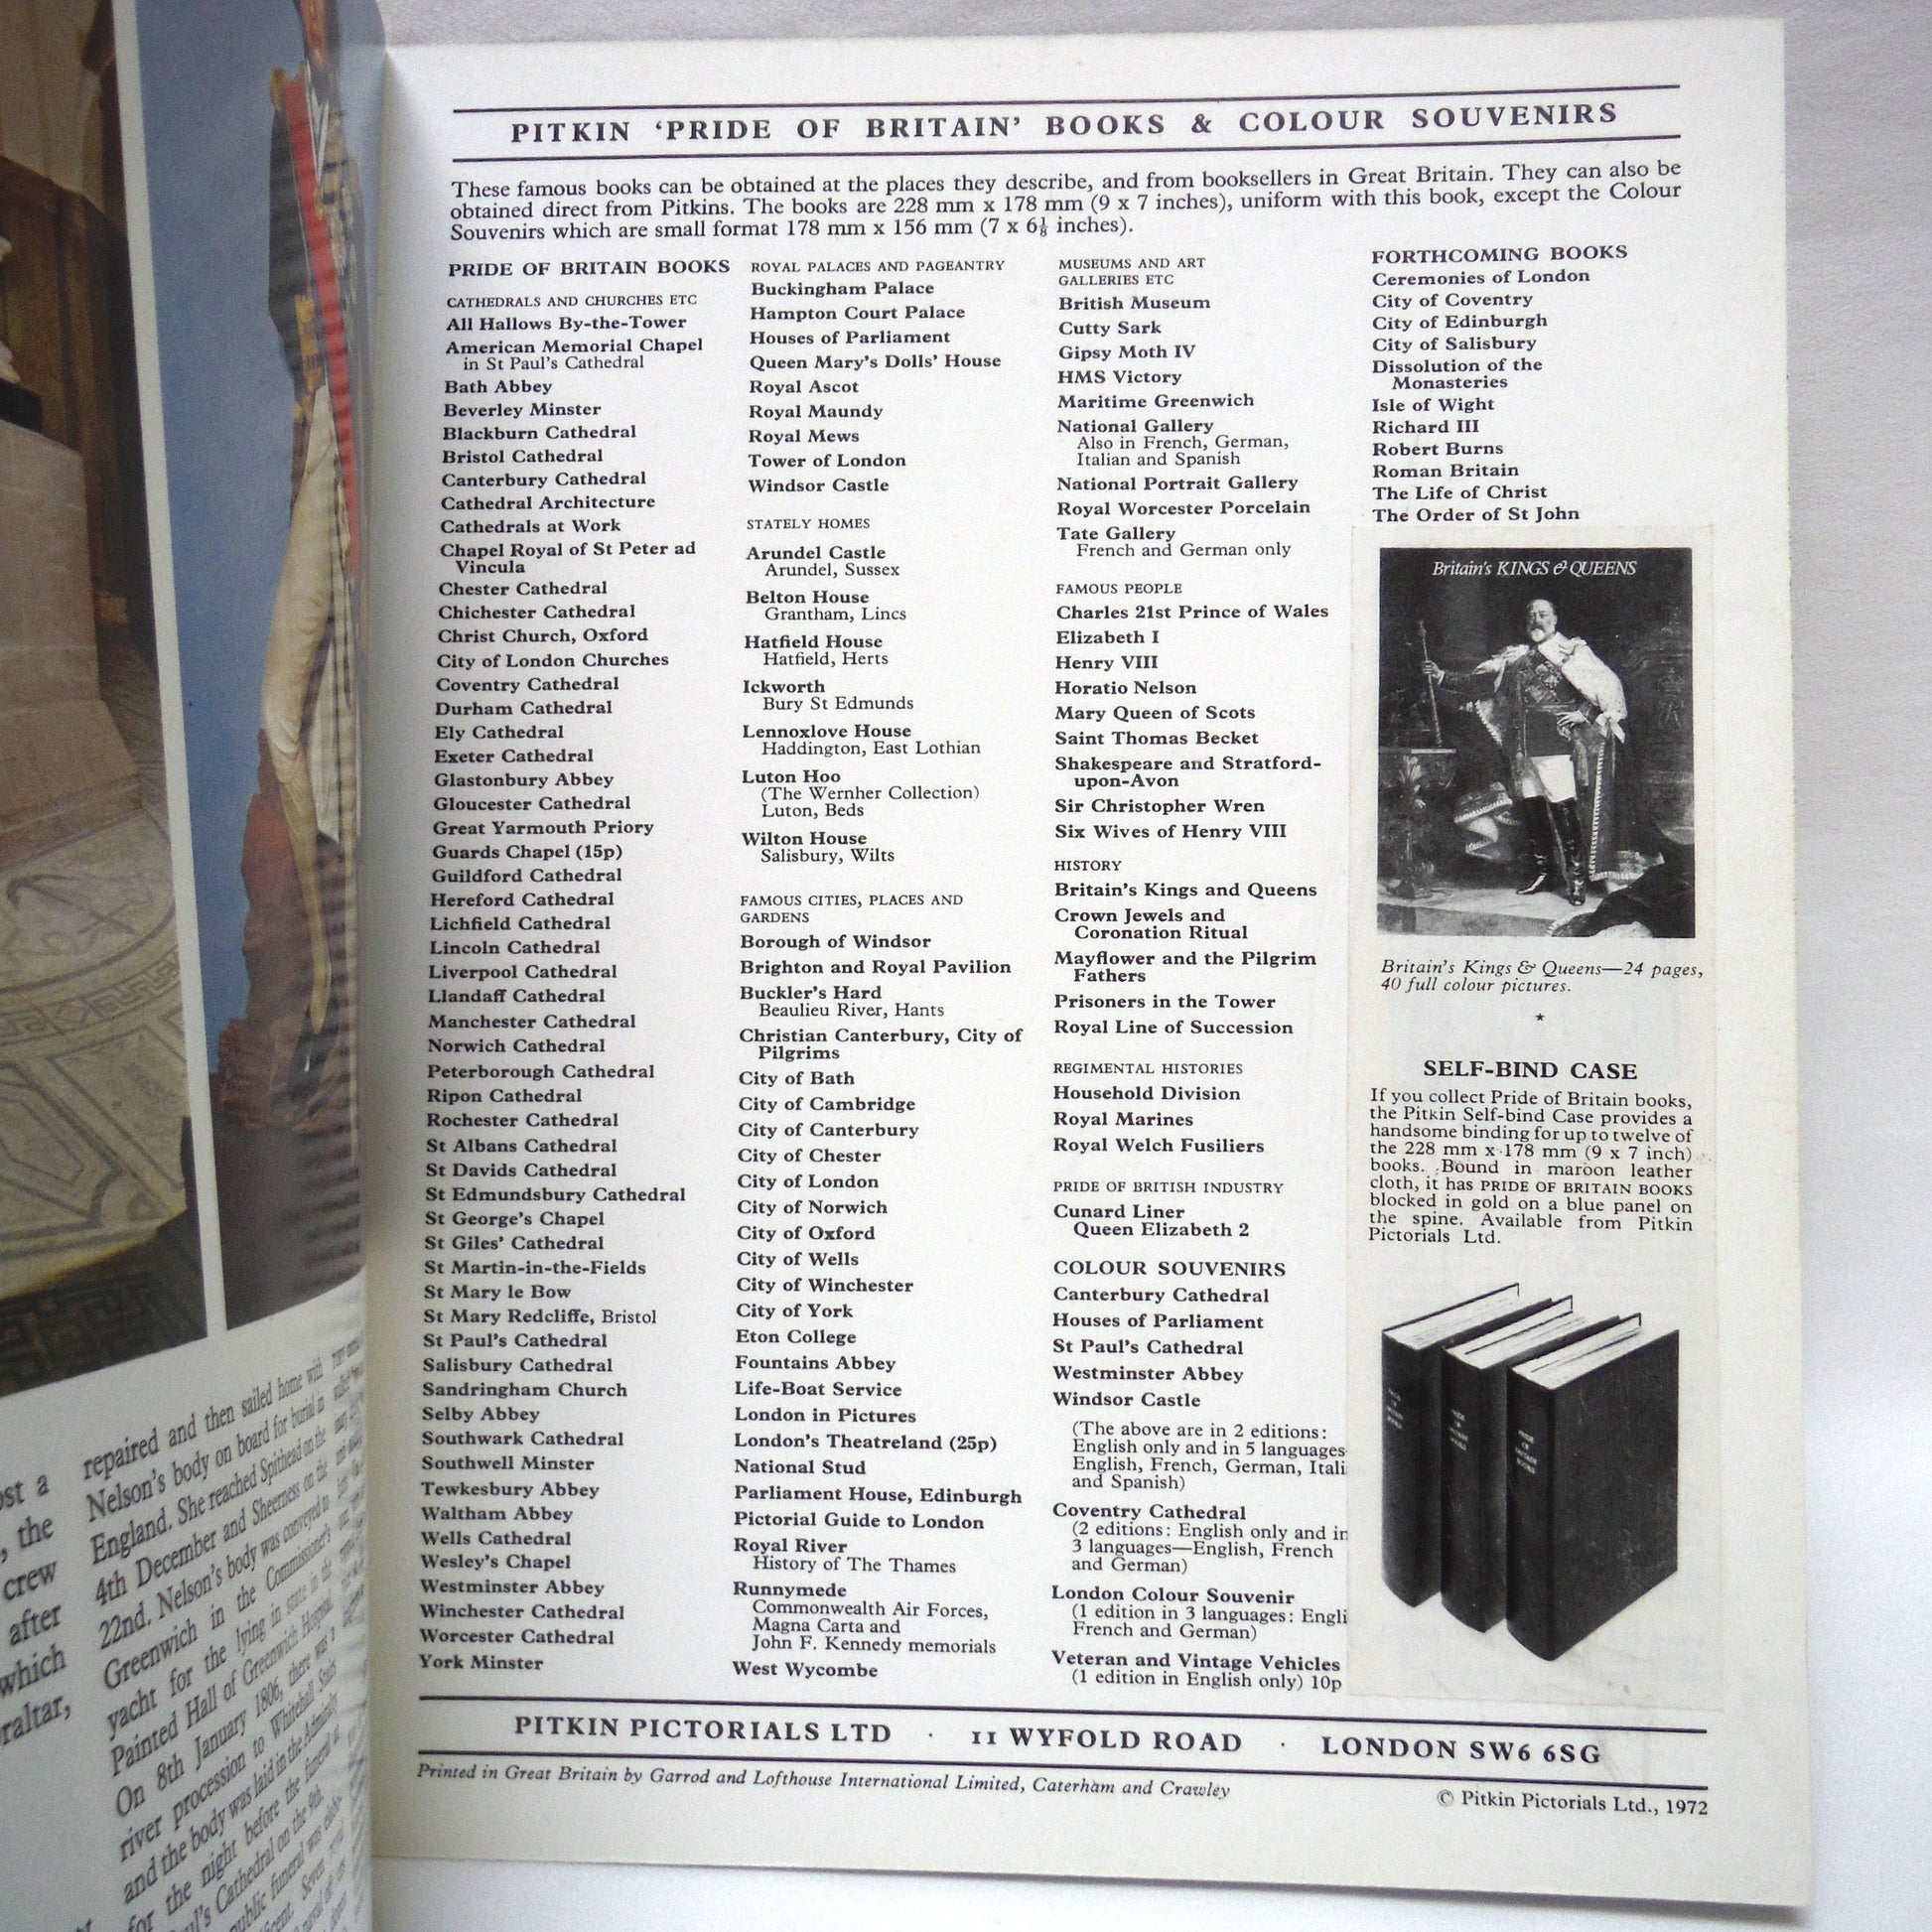 PITKIN ‘PRIDE OF BRITAIN’ BOOKS & COLOUR SOUVENIRS
These famous books can be obtained at the places they describe, and from booksellers in Great Britain. They can also be
obtained direct from Pitkins. The books are 228 mm x 178 mm (9 x 7 inches), uniform with this book, except the Colour
Souvenirs which are small format 178 mm x 156 mm (7 x 6⅛ inches).
PRIDE OF BRITAIN BOOKS
CATHEDRALS AND CHURCHES ETC
All Hallows By-the-Tower
American Memorial Chapel
in St Paul's Cathedral
Bath Abbey
Beverley Minster
Blackburn Cathedral
Bristol Cathedral
Canterbury Cathedral
Cathedral Architecture
Cathedrals at Work
Chapel Royal of St Peter ad
Vincula
Chester Cathedral
Chichester Cathedral
Christ Church, Oxford
City of London Churches
Coventry Cathedral
Durham Cathedral
Ely Cathedral
Exeter Cathedral
Glastonbury Abbey
Gloucester Cathedral
Great Yarmouth Priory
Guards Chapel (15p)
Guildford Cathedral
Hereford Cathedral
Lichfield Cathedral
Lincoln Cathedral
Liverpool Cathedral
Llandaff Cathedral
Manchester Cathedral
Norwich Cathedral
Peterborough Cathedral
Ripon Cathedral
Rochester Cathedral
St Albans Cathedral
St Davids Cathedral
St Edmundsbury Cathedral
St George's Chapel
St Giles' Cathedral
St Martin-in-the-Fields
St Mary le Bow
St Mary Redcliffe, Bristol
St Paul's Cathedral
Salisbury Cathedral
Sandringham Church
Selby Abbey
Southwark Cathedral
Southwell Minster
Tewkesbury Abbey
Waltham Abbey
Wells Cathedral
Wesley's Chapel
Westminster Abbey
Winchester Cathedral
Worcester Cathedral
York Minster
ROYAL PALACES AND PAGEANTRY
Buckingham Palace
Hampton Court Palace
Houses of Parliament
Queen Mary's Dolls' House
Royal Ascot
Royal Maundy
Royal Mews
Tower of London
Windsor Castle
STATELY HOMES
Arundel Castle
Arundel, Sussex
Belton House
Grantham, Lincs
Hatfield House
Hatfield, Herts
Ickworth
Bury St Edmunds
Lennoxlove House
Haddington, East Lothian
Luton Hoo
(The Wernher Collection)
Luton, Beds
Wilton House
Salisbury, Wilts
FAMOUS CITIES, PLACES AND
GARDENS
Borough of Windsor
Brighton and Royal Pavilion
Buckler's Hard
Beaulieu River, Hants
Christian Canterbury, City of
Pilgrims
City of Bath
City of Cambridge
City of Canterbury
City of Chester
City of London
City of Norwich
City of Oxford
City of Wells
City of Winchester
City of York
Eton College
Fountains Abbey
Life-Boat Service
London in Pictures
London's Theatreland (25p)
National Stud
Parliament House, Edinburgh
Pictorial Guide to London
Royal River
History of The Thames
Runnymede
Commonwealth Air Forces,
Magna Carta and
John F. Kennedy memorials
West Wycombe
MUSEUMS AND ART
GALLERIES ETC
British Museum
Cutty Sark
Gipsy Moth IV
HMS Victory
Maritime Greenwich
National Gallery
Also in French, German,
Italian and Spanish
National Portrait Gallery
Royal Worcester Porcelain
Tate Gallery
French and German only
FAMOUS PEOPLE
Charles 21st Prince of Wales
Elizabeth I
Henry VIII
Horatio Nelson
Mary Queen of Scots
Saint Thomas Becket
Shakespeare and Stratford-
upon-Avon
Sir Christopher Wren
Six Wives of Henry VIII
HISTORY
Britain's Kings and Queens
Crown Jewels and
Coronation Ritual
Mayflower and the Pilgrim
Fathers
Prisoners in the Tower
Royal Line of Succession
REGIMENTAL HISTORIES
Household Division
Royal Marines
Royal Welch Fusiliers
PRIDE OF BRITISH INDUSTRY
Cunard Liner
Queen Elizabeth 2
COLOUR SOUVENIRS
Canterbury Cathedral
Houses of Parliament
St Paul's Cathedral
Westminster Abbey
Windsor Castle
(The above are in 2 editions:
English only and in 5 languages
English, French, German, Itali
and Spanish)
Coventry Cathedral
(2 editions: English only and in
3 languages—English, French
and German)
London Colour Souvenir
(1 edition in 3 languages: Engli
French and German)
Veteran and Vintage Vehicles
(1 edition in English only) 10p
FORTHCOMING BOOKS
Ceremonies of London
City of Coventry
City of Edinburgh
City of Salisbury
Dissolution of the
Monasteries
Isle of Wight
Richard III
Robert Burns
Roman Britain
The Life of Christ
The Order of St John
Britain's KINGS & QUEENS
Britain's Kings & Queens—24 pages,
40 full colour pictures.
SELF-BIND CASE
If you collect Pride of Britain books,
the Pitkin Self-bind Case provides a
handsome binding for up to twelve of
the 228 mm x 178 mm (9 x 7 inch)
books. Bound in maroon leather
cloth, it has PRIDE OF BRITAIN BOOKS
blocked in gold on a blue panel on
the spine. Available from Pitkin
Pictorials Ltd.
PRIDE
OF
BRITAIN
BOOKS
PITKIN PICTORIALS LTD · 11 WYFOLD ROAD · LONDON SW6 6SG
Printed in Great Britain by Garrod and Lofthouse International Limited, Caterham and Crawley
© Pitkin Pictorials Ltd., 1972
ost a
, the
crew
after
which
raltar,
repaired and then sailed home with
Nelson's body on board for burial in
England. She reached Spithead on the
4th December and Sheerness on the
22nd. Nelson's body was conveyed to
Greenwich in the Commissioner's
yacht for the lying in state in the
Painted Hall of Greenwich Hospital.
On 8th January 1806, there was a
river procession to Whitehall Stairs
and the body was laid in the Admiralty
for the night before the funeral at
Paul's Cathedral on the 9th.
public funeral was